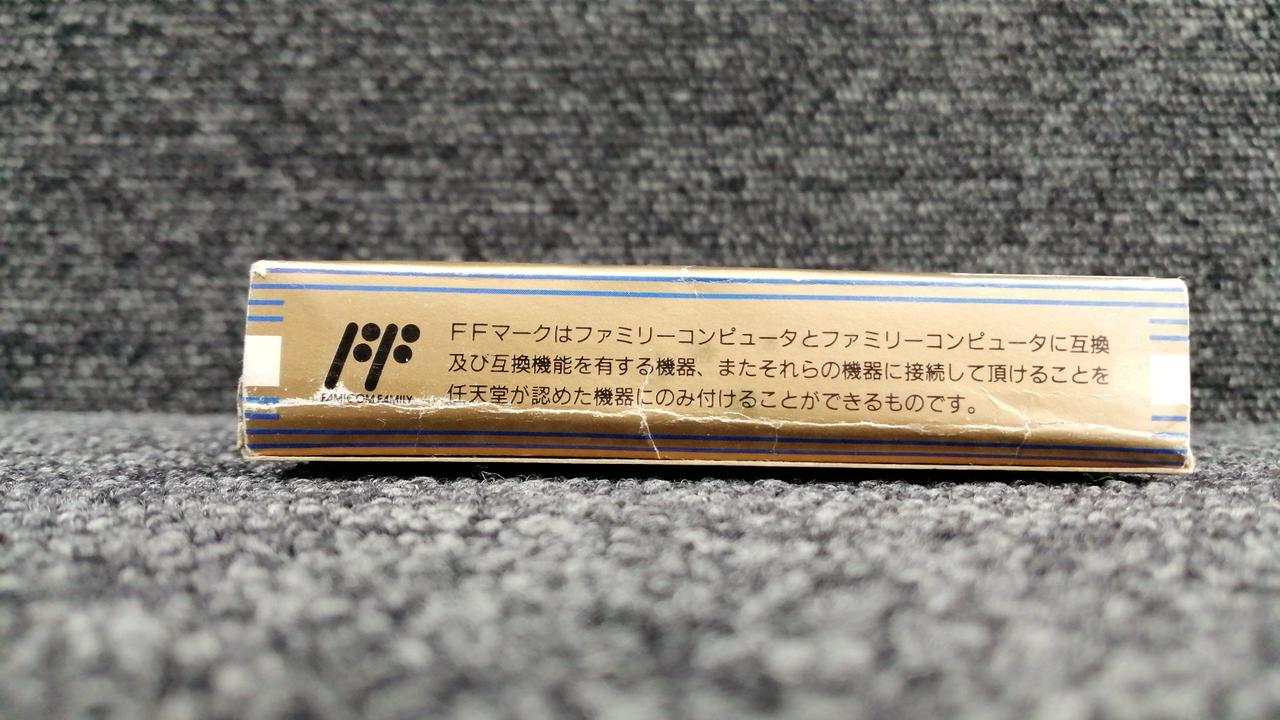 FAMICOM FAMILY
ＦＦマークはファミリーコンピュータとファミリーコンピュータに互換
及び互換機能を有する機器、またそれらの機器に接続して頂けることを
任天堂が認めた機器にのみ付けることができるものです。